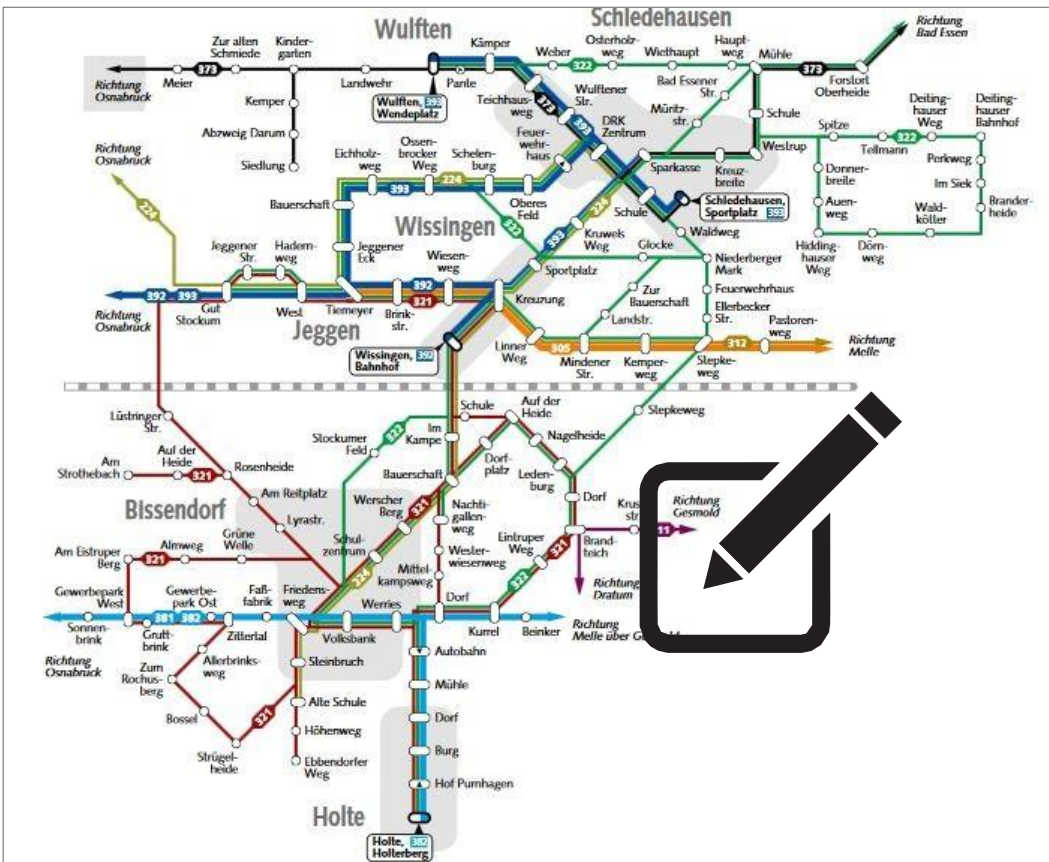 Wulften
Schledehausen
Richtung
Bad Essen
Zur alten
Schmiede
Kinder-
garten
Kämper
Weber
Osterholz-
weg
Wiethaupt
Haupt-
weg
Mühle
373
322
373
Meier
Landwehr
Pante
Forstort
Oberheide
Richtung
Osnabrück
Kemper
Wulften, 393
Wendeplatz
Teichhaus-
weg
373
Wulftener
Str.
Bad Essener
Str.
Müritz-
str.
Schule
Deiting-
hauser
Weg
Deiting-
hauser
Bahnhof
Abzweig Darum
393
DRK
Zentrum
Spitze
322
Tellmann
Richtung
Osnabrück
Siedlung
Eichholz-
weg
Ossen-
brocker
Weg
Schelen-
burg
Feuer-
wehr-
haus
Sparkasse
Kreuz-
breite
Westrup
Donner-
breite
Perkweg
Im Siek
393
224
Auen-
weg
Wald-
kötter
Brander-
heide
224
Bauerschaft
Oberes
Feld
224
Schule
Schledehausen,
Sportplatz 393
Wissingen
322
393
Kruwels
Weg
Waldweg
Hidding-
hauser
Weg
Dörn-
weg
Jeggener
Str.
Hadern-
weg
Jeggener
Eck
Wiesen-
weg
Glocke
Niederberger
Mark
Sportplatz
Zur
Bauerschaft
Feuerwehrhaus
392
393
392
321
Kreuzung
Richtung
Osnabrück
Gut
Stockum
West
Tiemeyer
Brink-
str.
Landstr.
Ellerbecker
Str.
Pastoren-
weg
Jeggen
Wissingen, 392
Bahnhof
Linner
Weg
305
Mindener
Str.
Kemper-
weg
Stepke-
weg
312
Richtung
Melle
Lüstringer
Str.
Schule
Auf der
Heide
Stepkeweg
Stockumer
Feld
322
Im
Kampe
Nagelheide
Am
Strothebach
Auf der
Heide
321
Rosenheide
Bauerschaft
Dorf-
platz
Leden-
burg
Bissendorf
Am Reitplatz
Werscher
Berg
321
Nachti-
gallen-
weg
Dorf
Richtung
Gesmold
Lyrastr.
Eintruper
Weg
321
Brand-
teich
Am Eistruper
Berg
321
Almweg
Grüne
Welle
Schul-
zentrum
Wester-
wiesenweg
322
Richtung
Dratum
Gewerbepark
West
Gewerbe-
park Ost
Faß-
fabrik
Friedens-
weg
224
Mittel-
kampsweg
Werries
Dorf
381
382
Sonnen-
brink
Grutt-
brink
Zittertal
Volksbank
Kurrel
Beinker
Richtung
Melle über
Richtung
Osnabrück
Allerbrinks-
weg
Steinbruch
Autobahn
Zum
Rochus-
berg
Mühle
Bossel
321
Alte Schule
Dorf
Höhenweg
Burg
Strügel-
heide
Ebbendorfer
Weg
Hof Purnhagen
Holte
Holte, 382
Holterberg